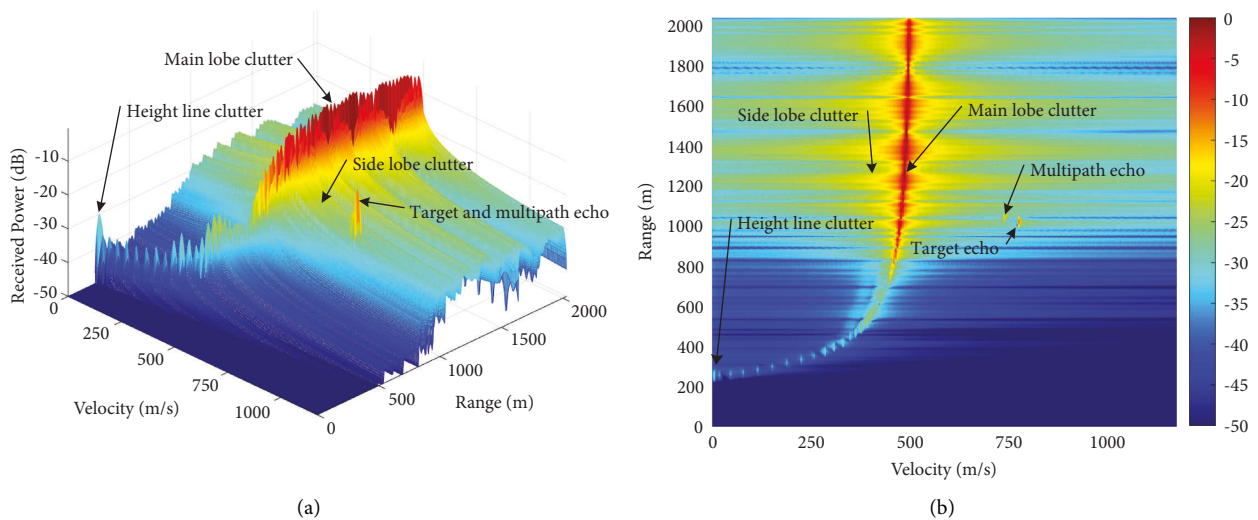 Main lobe clutter
Height line clutter
Side lobe clutter
Target and multipath echo
Received Power (dB)
-10
-20
-30
-40
-50
0
250
500
750
1000
Velocity (m/s)
0
500
1000
1500
2000
Range (m)
(a)
2000
1800
1600
1400
1200
1000
800
600
400
200
0
Range (m)
Side lobe clutter
Main lobe clutter
Multipath echo
Height line clutter
Target echo
0
250
500
750
1000
Velocity (m/s)
0
-5
-10
-15
-20
-25
-30
-35
-40
-45
-50
(b)